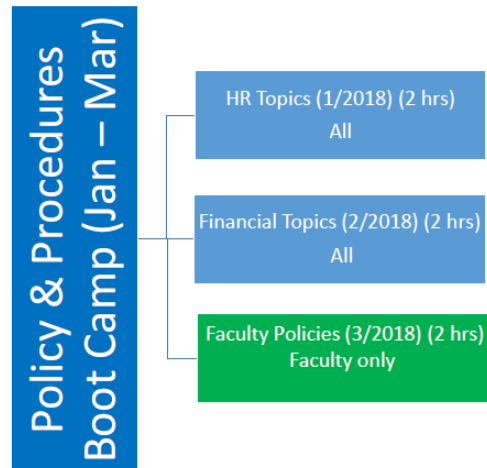 Policy & Procedures
Boot Camp (Jan – Mar)
HR Topics (1/2018) (2 hrs)
All
Financial Topics (2/2018) (2 hrs)
All
Faculty Policies (3/2018) (2 hrs)
Faculty only